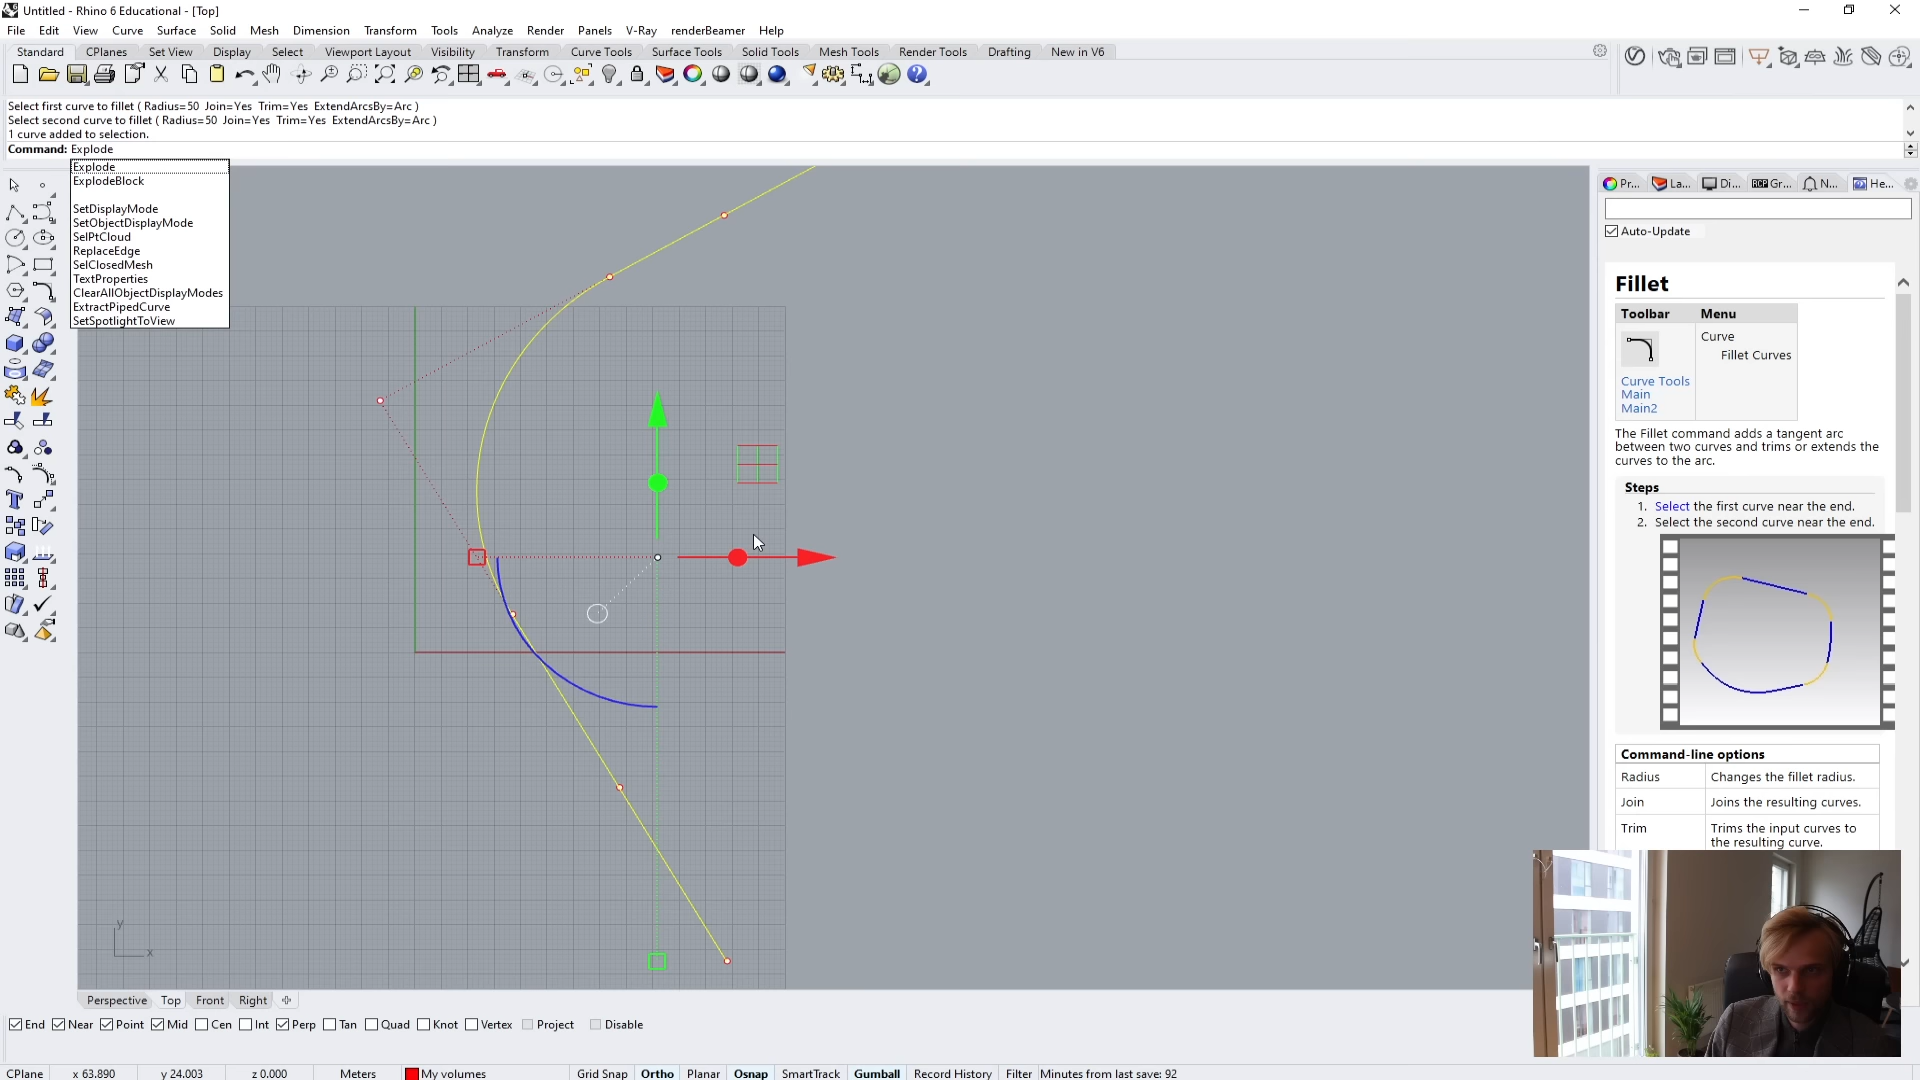 Untitled - Rhino 6 Educational - [Top]
File Edit View Curve Surface Solid Mesh Dimension Transform Tools Analyze Render Panels V-Ray renderBeamer Help
Standard CPlanes Set View Display Select Viewport Layout Visibility Transform Curve Tools Surface Tools Solid Tools Mesh Tools Render Tools Drafting New in V6
Select first curve to fillet ( Radius=50 Join=Yes Trim=Yes ExtendArcsBy=Arc )
Select second curve to fillet ( Radius=50 Join=Yes Trim=Yes ExtendArcsBy=Arc )
1 curve added to selection.
Command: Explode
Explode
ExplodeBlock
SetDisplayMode
SetObjectDisplayMode
SelPtCloud
ReplaceEdge
SelClosedMesh
TextProperties
ClearAllObjectDisplayModes
ExtractPipedCurve
SetSpotlightToView
Pr... La... Di... Gr... N... He...
Auto-Update
Fillet
Toolbar Menu
Curve
Fillet Curves
Curve Tools
Main
Main2
The Fillet command adds a tangent arc
between two curves and trims or extends the
curves to the arc.
Steps
1. Select the first curve near the end.
2. Select the second curve near the end.
Command-line options
Radius Changes the fillet radius.
Join Joins the resulting curves.
Trim Trims the input curves to
the resulting curve.
y
x
Perspective Top Front Right
End Near Point Mid Cen Int Perp Tan Quad Knot Vertex Project Disable
CPlane x 63.890 y 24.003 z 0.000 Meters My volumes Grid Snap Ortho Planar Osnap SmartTrack Gumball Record History Filter Minutes from last save: 92